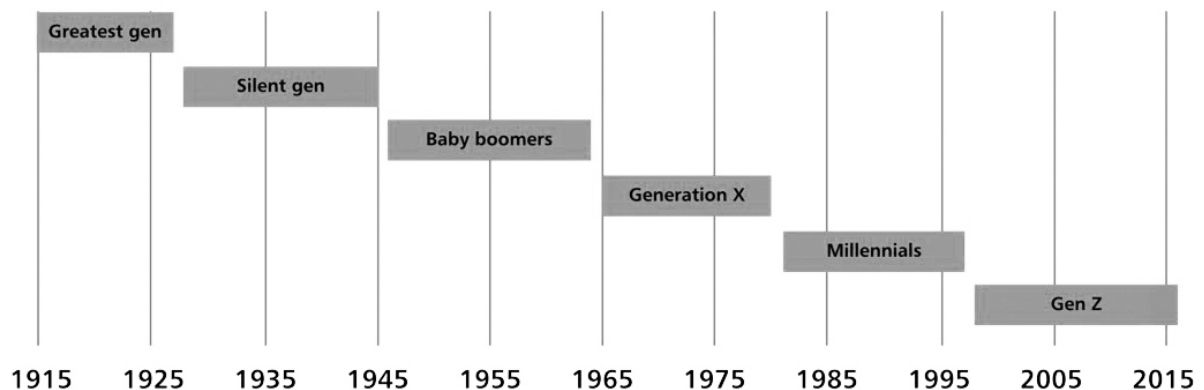 Greatest gen
Silent gen
Baby boomers
Generation X
Millennials
Gen Z
1915 1925 1935 1945 1955 1965 1975 1985 1995 2005 2015